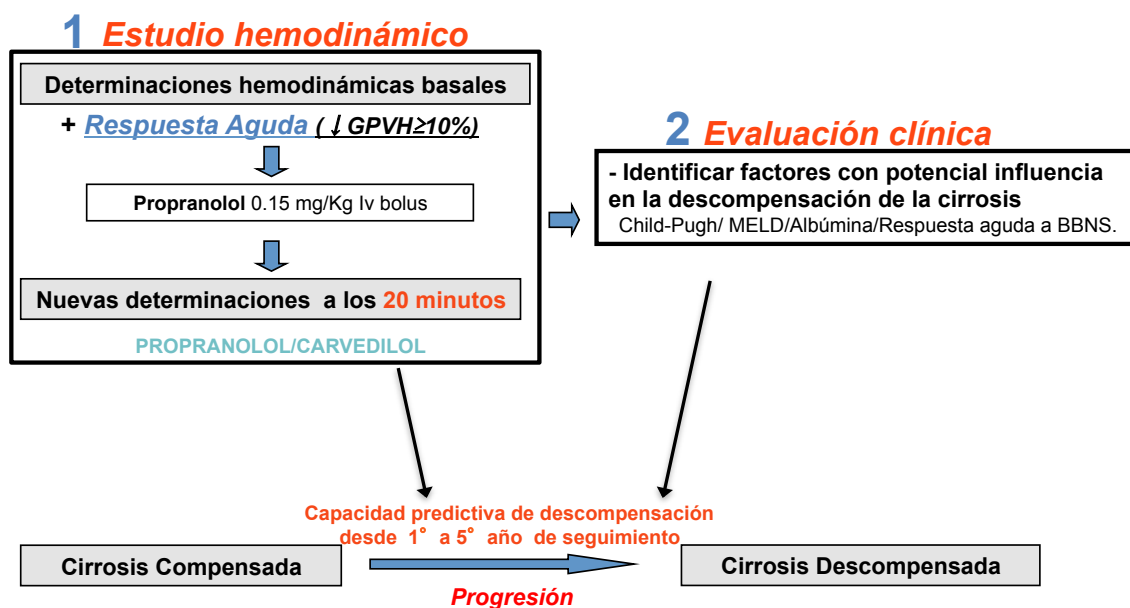 1 Estudio hemodinámico
Determinaciones hemodinámicas basales
+ Respuesta Aguda (↓GPVH≥10%)
Propranolol 0.15 mg/Kg Iv bolus
Nuevas determinaciones a los 20 minutos
PROPRANOLOL/CARVEDILOL
2 Evaluación clínica
- Identificar factores con potencial influencia
en la descompensación de la cirrosis
Child-Pugh/ MELD/Albúmina/Respuesta aguda a BBNS.
Capacidad predictiva de descompensación
desde 1° a 5° año de seguimiento
Cirrosis Compensada
Cirrosis Descompensada
Progresión